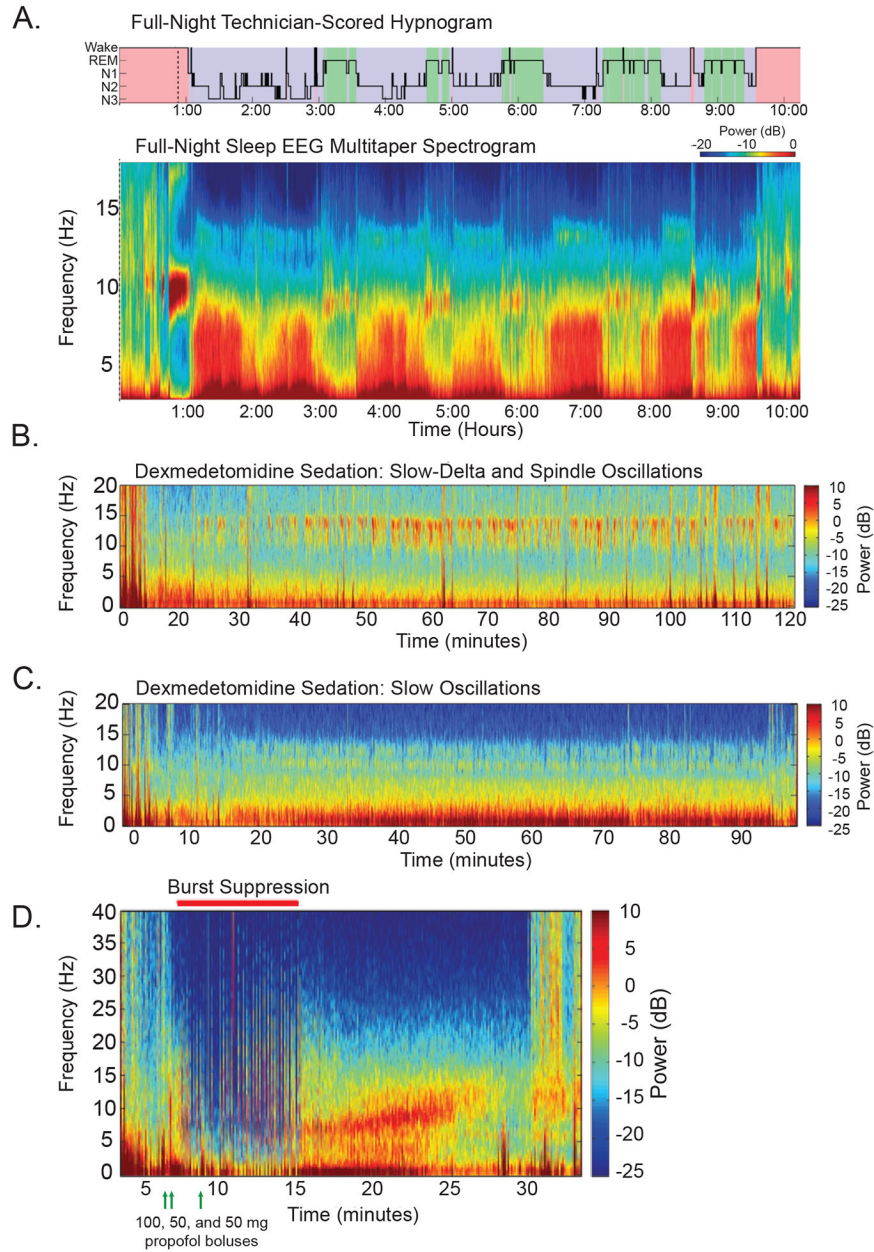 A.
Full-Night Technician-Scored Hypnogram
Wake
REM
N1
N2
N3
1:00 2:00 3:00 4:00 5:00 6:00 7:00 8:00 9:00 10:00
Power (dB)
-20 -10 0
Full-Night Sleep EEG Multitaper Spectrogram
Frequency (Hz)
15
10
5
1:00 2:00 3:00 4:00 5:00 6:00 7:00 8:00 9:00 10:00
Time (Hours)
B.
Dexmedetomidine Sedation: Slow-Delta and Spindle Oscillations
Frequency (Hz)
20
15
10
5
0
0 20 30 40 50 60 70 80 90 100 110 120
Time (minutes)
10
5
0
-5
-10
-15
-20
-25
Power (dB)
C.
Dexmedetomidine Sedation: Slow Oscillations
Frequency (Hz)
20
15
10
5
0
0 10 20 30 40 50 60 70 80 90
Time (minutes)
10
5
0
-5
-10
-15
-20
-25
Power (dB)
Burst Suppression
D.
Frequency (Hz)
40
35
30
25
20
15
10
5
0
5 10 15 20 25 30
Time (minutes)
10
5
0
-5
-10
-15
-20
-25
Power (dB)
100, 50, and 50 mg
propofol boluses